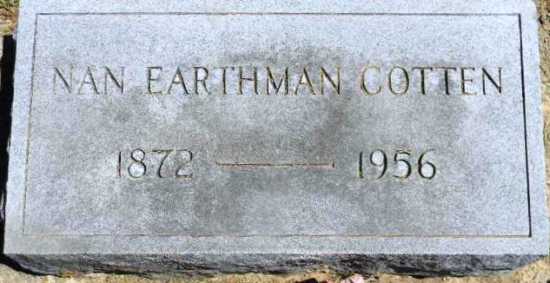 NAN EARTHMAN COTTEN
1872 — 1956